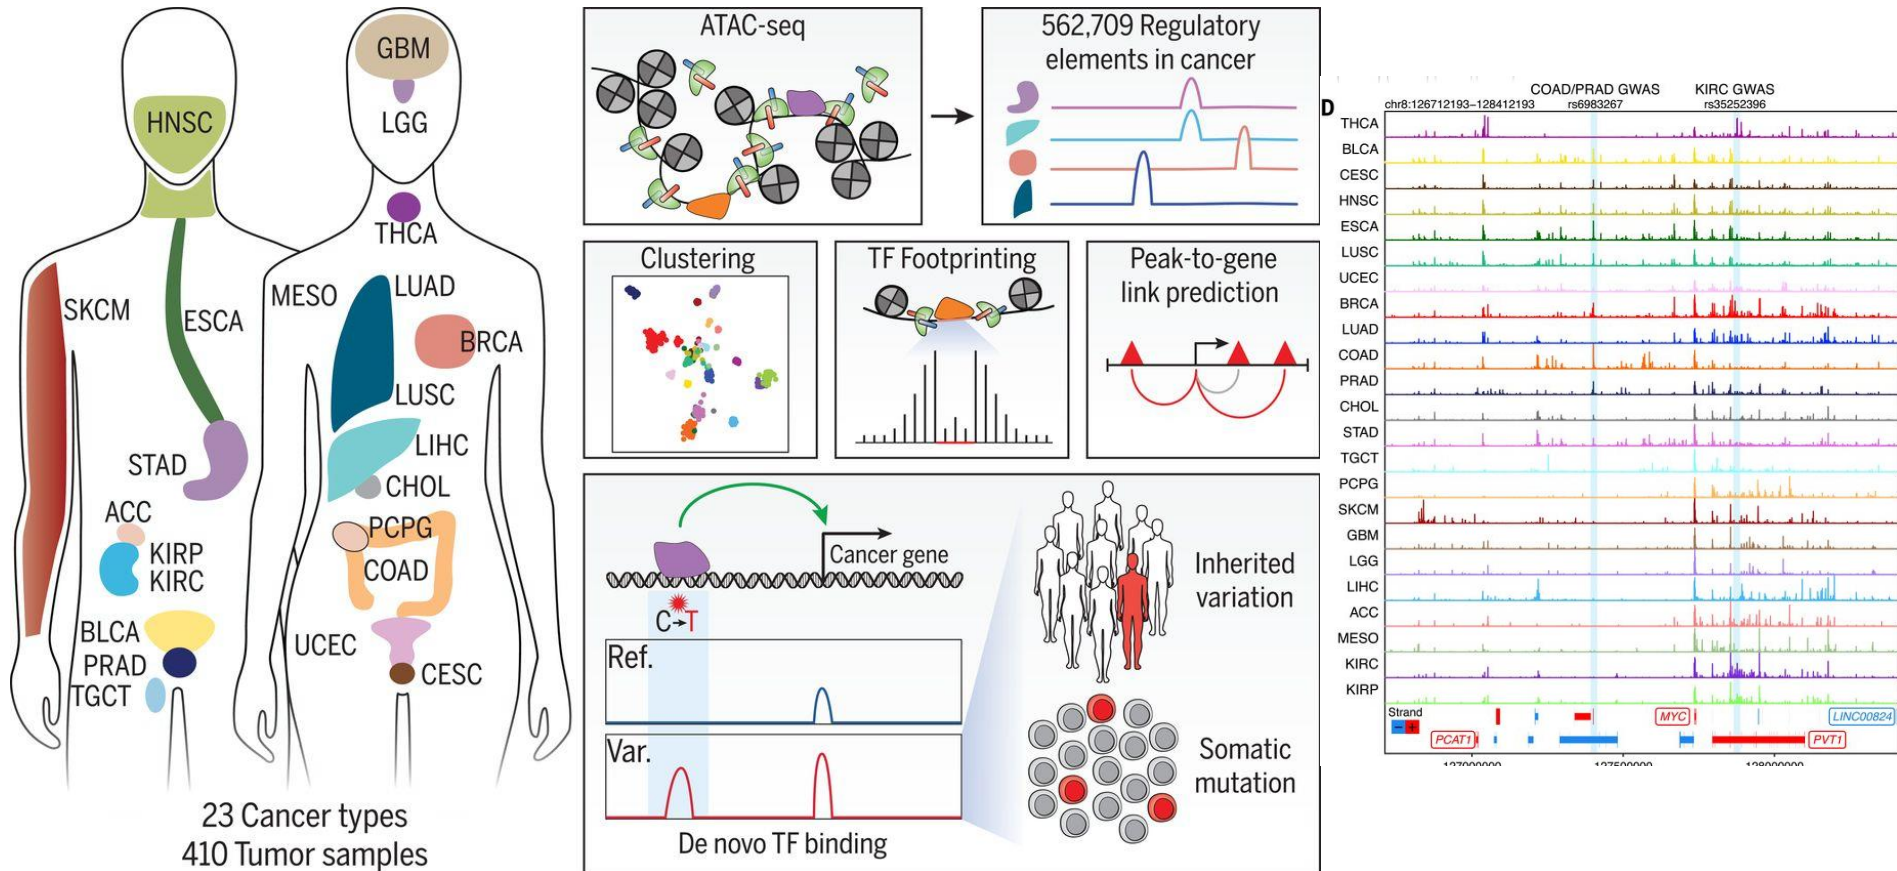 HNSC
GBM
LGG
THCA
SKCM
ESCA
MESO
LUAD
BRCA
LUSC
STAD
LIHC
CHOL
ACC
PCPG
KIRP
KIRC
COAD
BLCA
PRAD
TGCT
UCEC
CESC
23 Cancer types
410 Tumor samples
ATAC-seq
562,709 Regulatory
elements in cancer
Clustering
TF Footprinting
Peak-to-gene
link prediction
Cancer gene
C→T
Ref.
Var.
De novo TF binding
Inherited
variation
Somatic
mutation
D
COAD/PRAD GWAS KIRC GWAS
chr8:126712193−128412193 rs6983267 rs35252396
THCA
BLCA
CESC
HNSC
ESCA
LUSC
UCEC
BRCA
LUAD
COAD
PRAD
CHOL
STAD
TGCT
PCPG
SKCM
GBM
LGG
LIHC
ACC
MESO
KIRC
KIRP
Strand
− +
MYC
LINC00824
PCAT1
PVT1